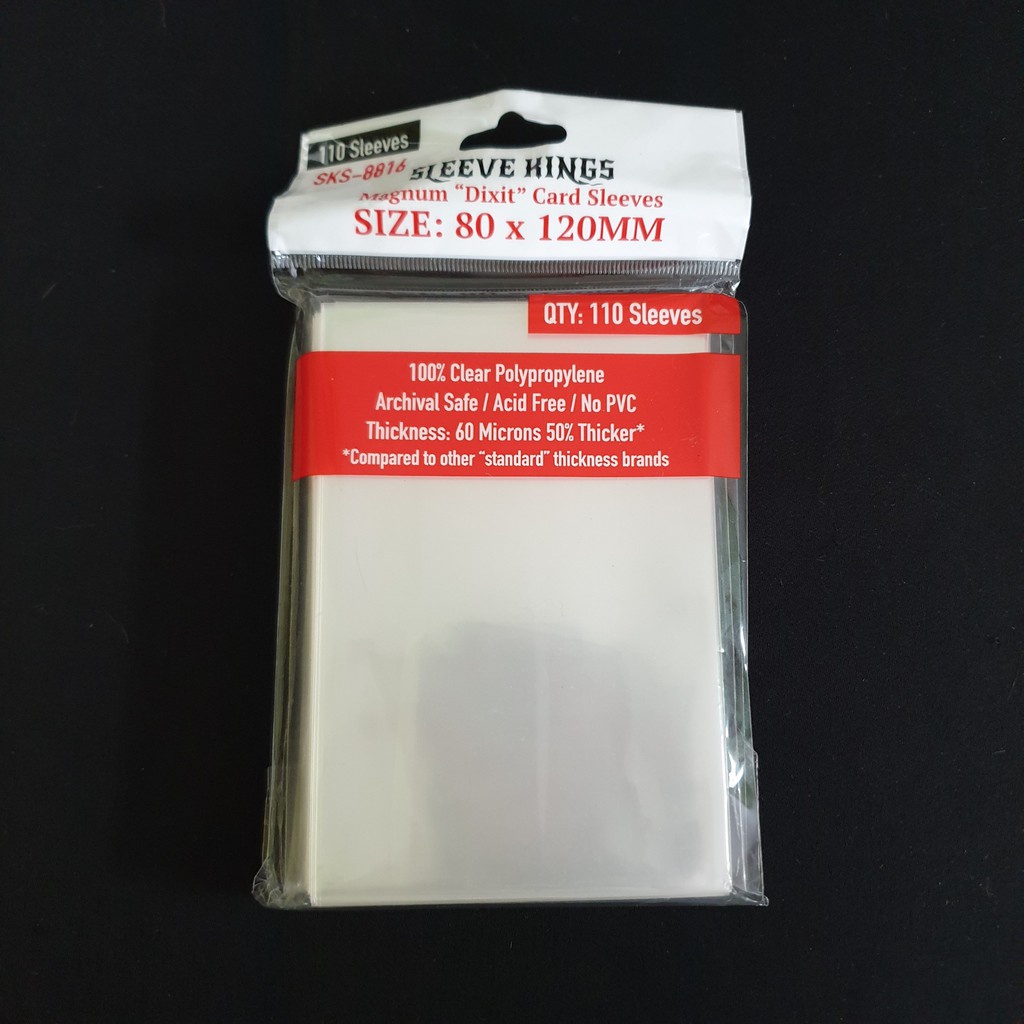 110 Sleeves
SKS-8816
SLEEVE KINGS
Magnum “Dixit” Card Sleeves
SIZE: 80 x 120MM
QTY: 110 Sleeves
100% Clear Polypropylene
Archival Safe / Acid Free / No PVC
Thickness: 60 Microns 50% Thicker*
*Compared to other “standard” thickness brands